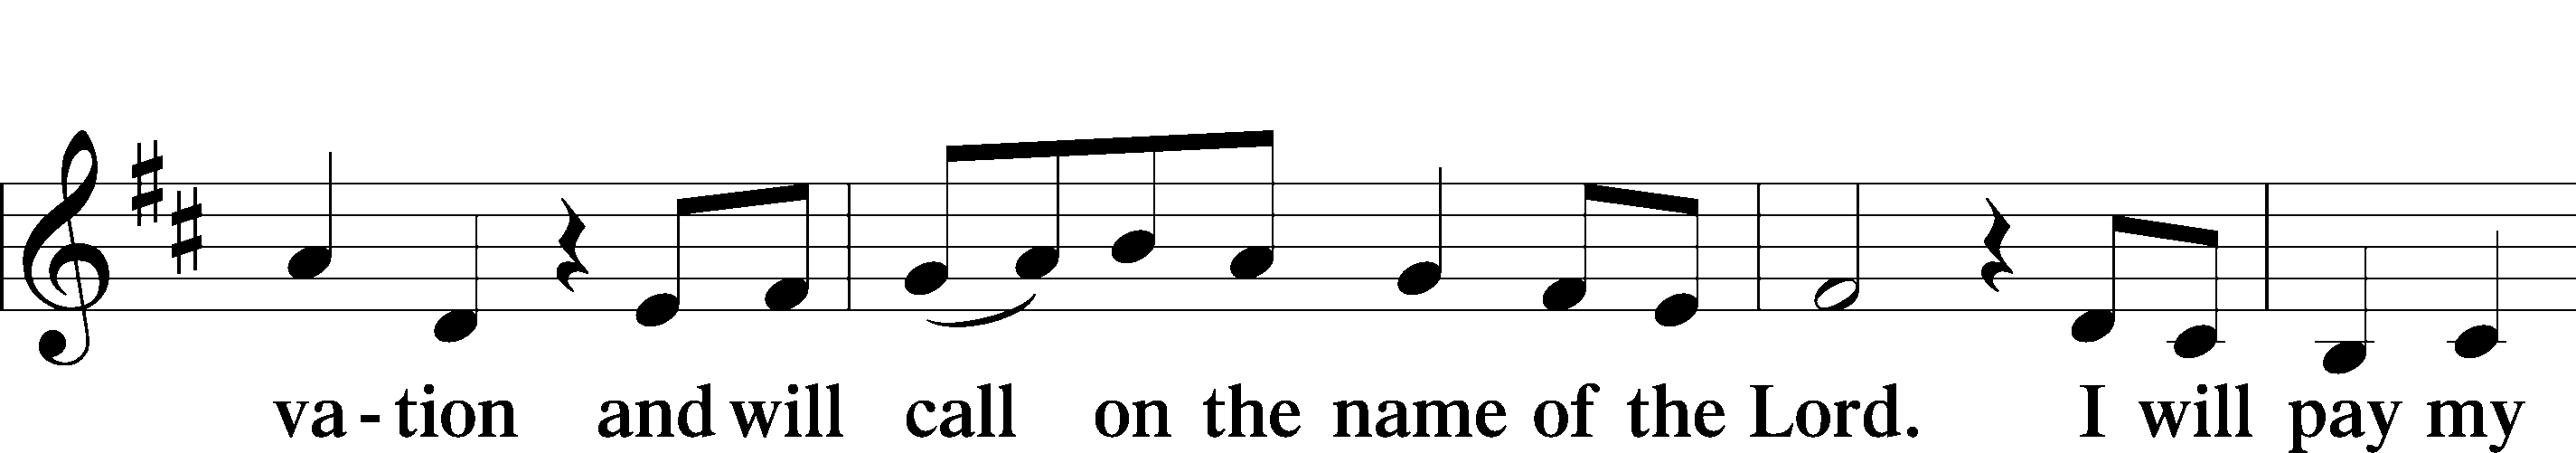 va - tion and will call on the name of the Lord. I will pay my